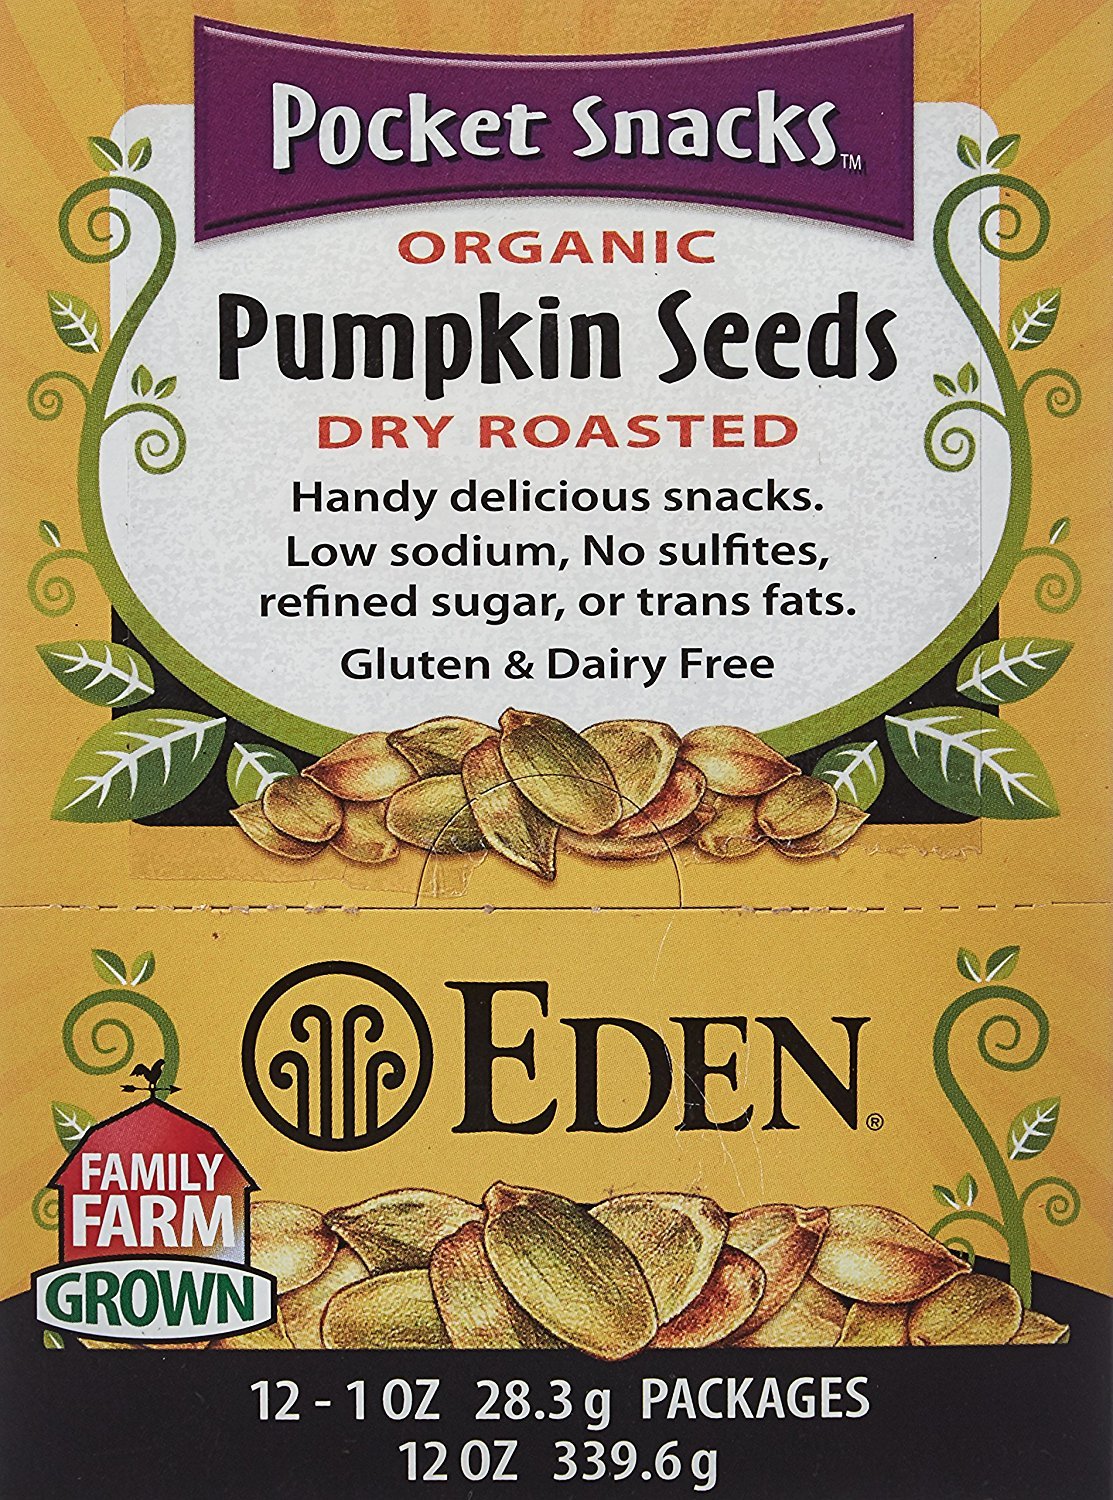 Pocket Snacks™
ORGANIC
Pumpkin Seeds
DRY ROASTED
Handy delicious snacks.
Low sodium, No sulfites,
refined sugar, or trans fats.
Gluten & Dairy Free
EDEN®
FAMILY
FARM
GROWN
12 - 1 OZ 28.3 g PACKAGES
12 OZ 339.6 g